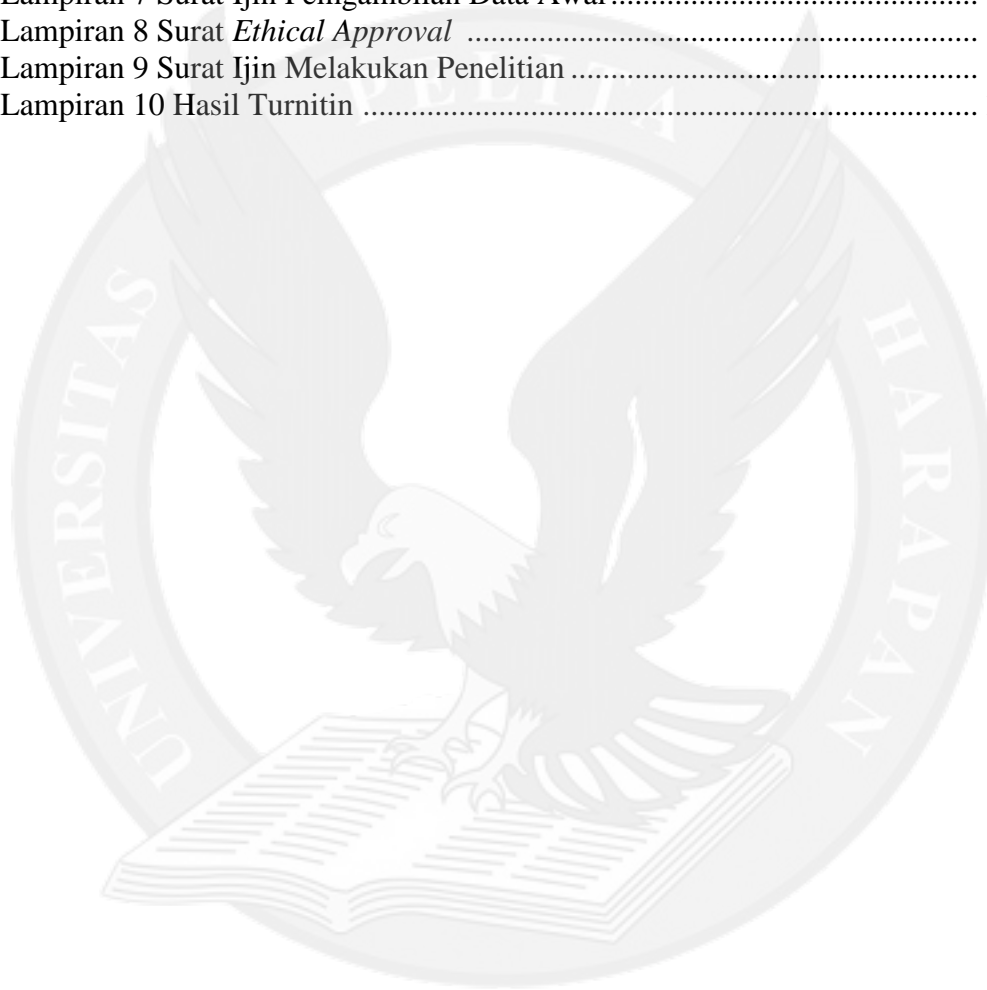 Lampiran 7 Surat Ijin Pengambilan Data Awal ..........................................
Lampiran 8 Surat Ethical Approval ..........................................................
Lampiran 9 Surat Ijin Melakukan Penelitian ..............................................
Lampiran 10 Hasil Turnitin ......................................................................
UNIVERSITAS PELITA HARAPAN